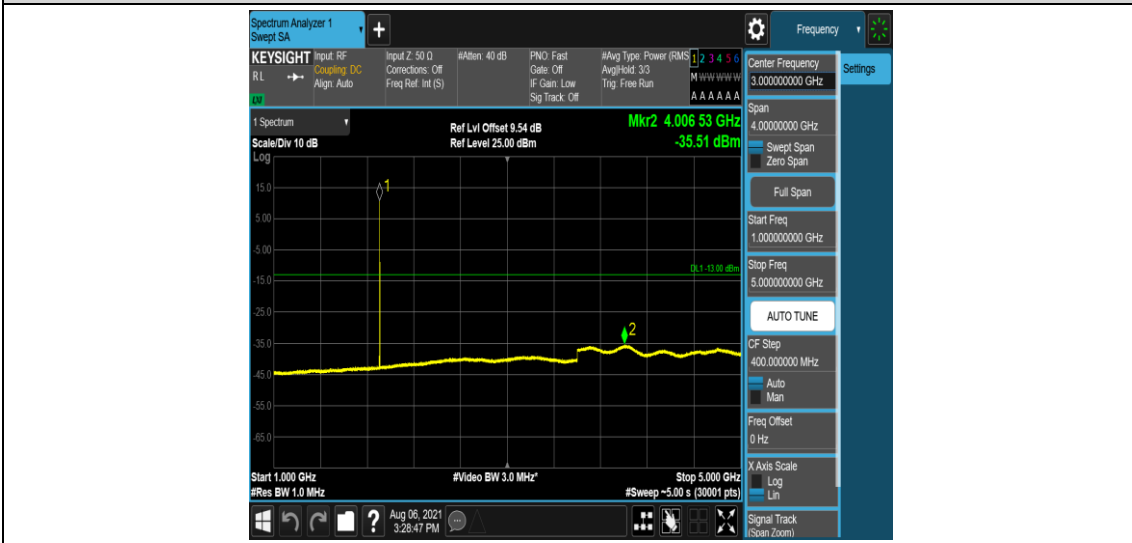 Spectrum Analyzer 1
Swept SA
+
Frequency
KEYSIGHT
RL
LXI
Input: RF
Coupling: DC
Align: Auto
Input Z: 50 Ω
Corrections: Off
Freq Ref: Int (S)
#Atten: 40 dB
PNO: Fast
Gate: Off
IF Gain: Low
Sig Track: Off
#Avg Type: Power (RMS
Avg|Hold: 3/3
Trig: Free Run
1 2 3 4 5 6
M W W W W W
A A A A A A
1 Spectrum
Scale/Div 10 dB
Log
Ref Lvl Offset 9.54 dB
Ref Level 25.00 dBm
Mkr2 4.006 53 GHz
-35.51 dBm
15.0
5.00
-5.00
-15.0
-25.0
-35.0
-45.0
-55.0
-65.0
1
2
DL1 -13.00 dBm
Start 1.000 GHz
#Res BW 1.0 MHz
#Video BW 3.0 MHz*
Stop 5.000 GHz
#Sweep ~5.00 s (30001 pts)
Center Frequency
3.000000000 GHz
Settings
Span
4.00000000 GHz
Swept Span
Zero Span
Full Span
Start Freq
1.000000000 GHz
Stop Freq
5.000000000 GHz
AUTO TUNE
CF Step
400.000000 MHz
Auto
Man
Freq Offset
0 Hz
X Axis Scale
Log
Lin
Signal Track
(Span Zoom)
?
Aug 06, 2021
3:28:47 PM